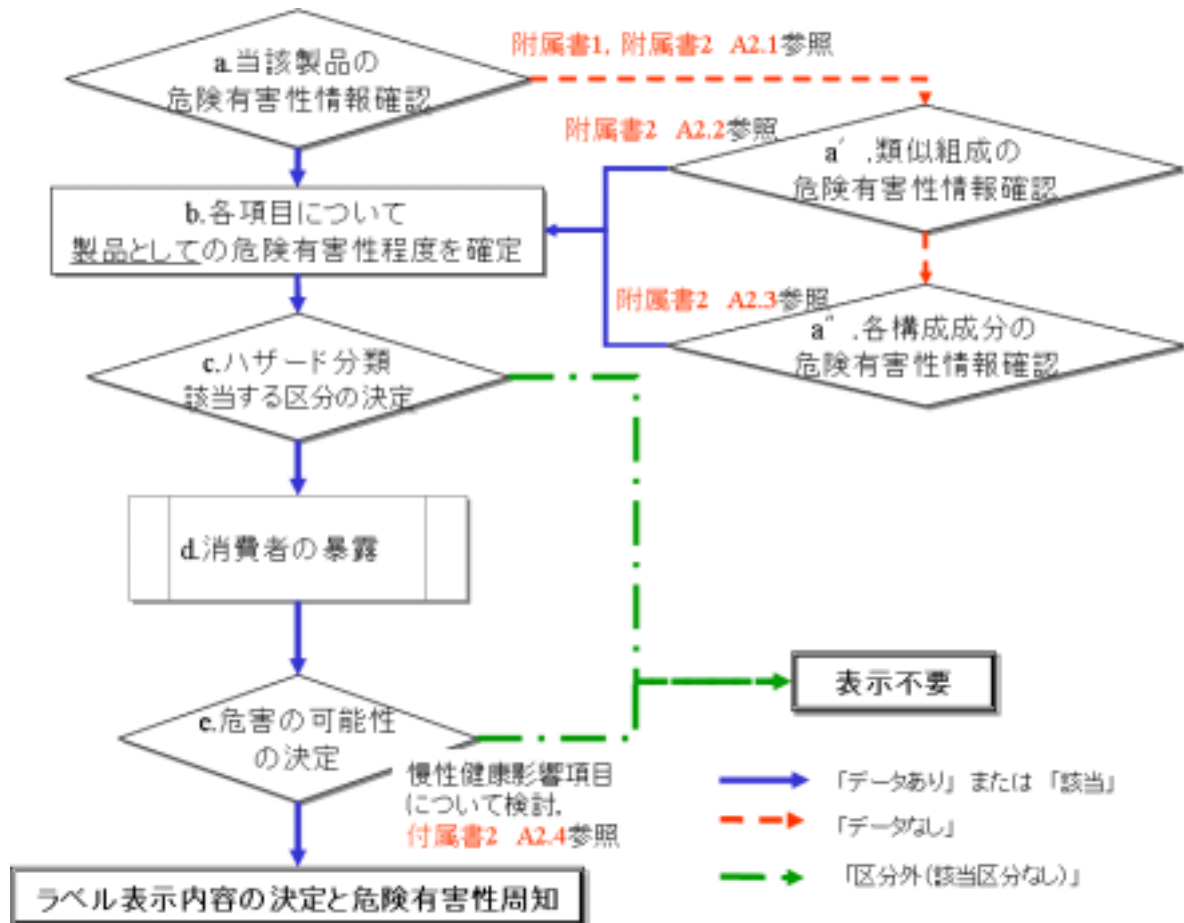 a.当該製品の
危険有害性情報確認
附属書1, 附属書2 A2.1参照
附属書2 A2.2参照
a′.類似組成の
危険有害性情報確認
b.各項目について
製品としての危険有害性程度を確定
附属書2 A2.3参照
a″.各構成成分の
危険有害性情報確認
c.ハザード分類
該当する区分の決定
d.消費者の暴露
表示不要
e.危害の可能性
の決定
慢性健康影響項目
について検討.
付属書2 A2.4参照
「データあり」または「該当」
「データなし」
「区分外(該当区分なし)」
ラベル表示内容の決定と危険有害性周知